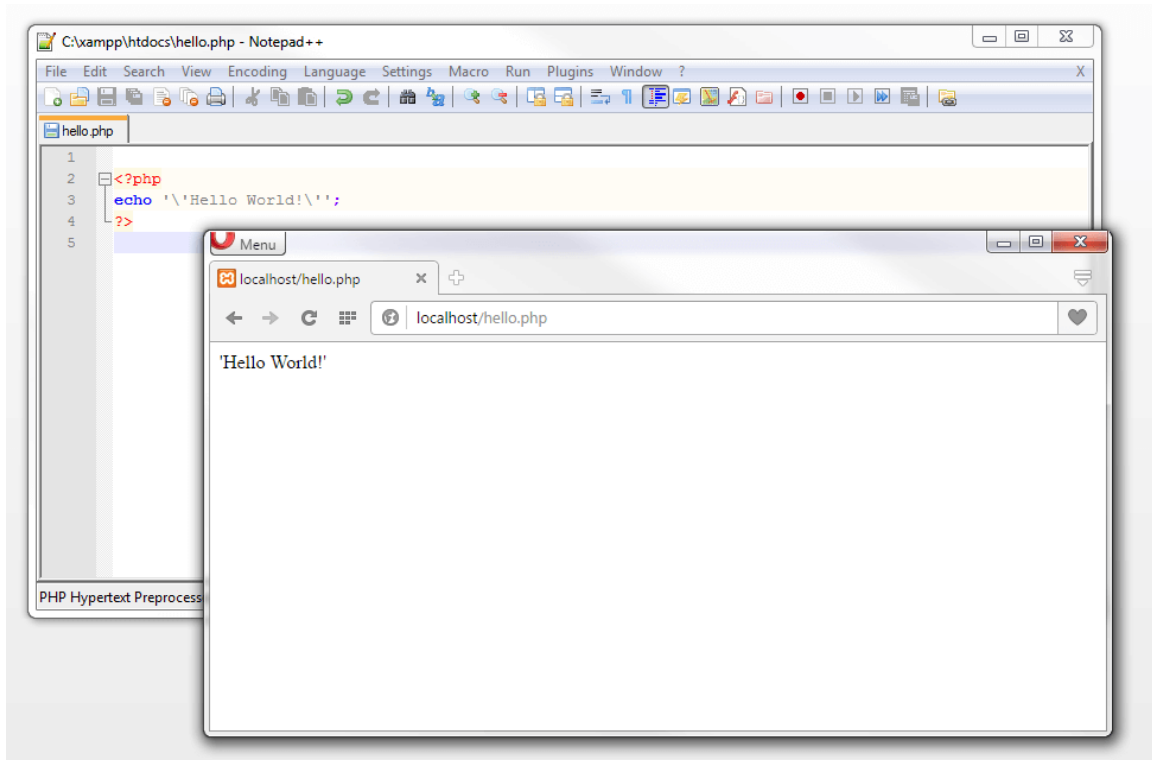 C:\xampp\htdocs\hello.php - Notepad++
File Edit Search View Encoding Language Settings Macro Run Plugins Window ? X
hello.php
1
2 <?php
3 echo '\'Hello World!\'';
4 ?>
5
Menu
localhost/hello.php
localhost/hello.php
'Hello World!'
PHP Hypertext